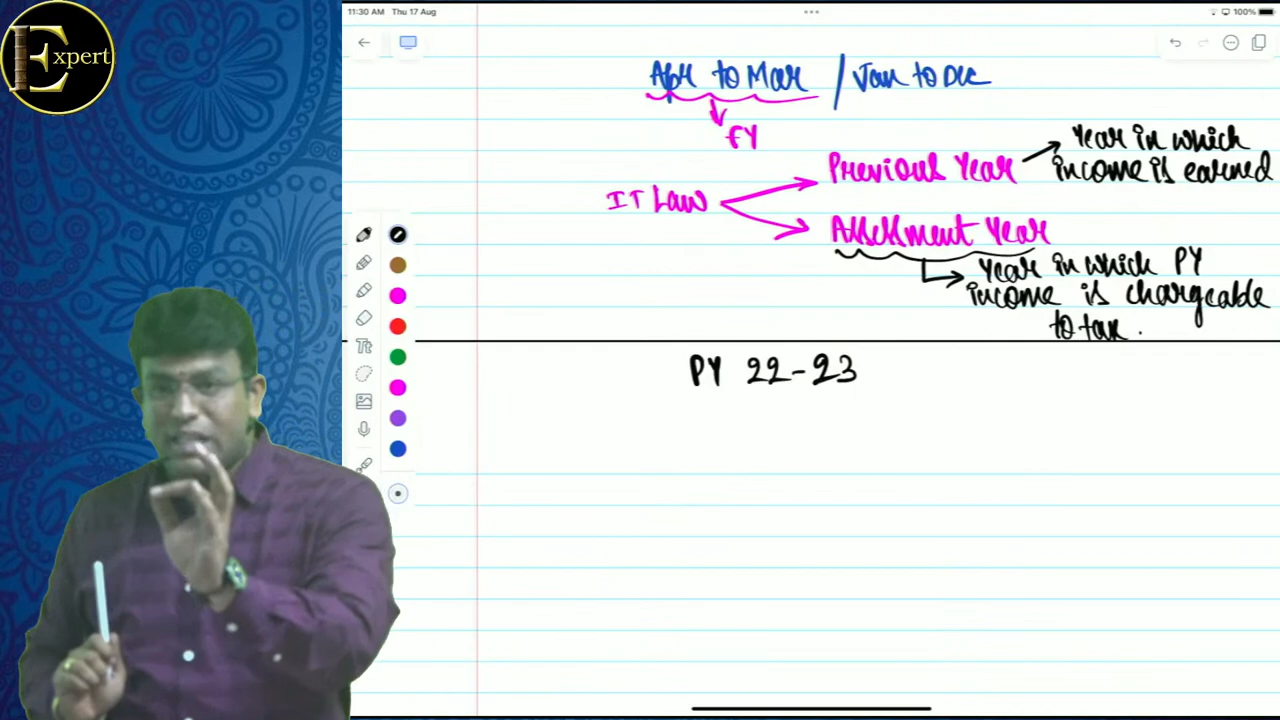 Expert
11:30 AM Thu 17 Aug
100%
Apr to Mar / Jan to Dec
FY
IT Law
Previous Year
Year in which
income is earned
Assessment Year
Year in which PY
income is chargeable
to tax.
PY 22-23
Tt